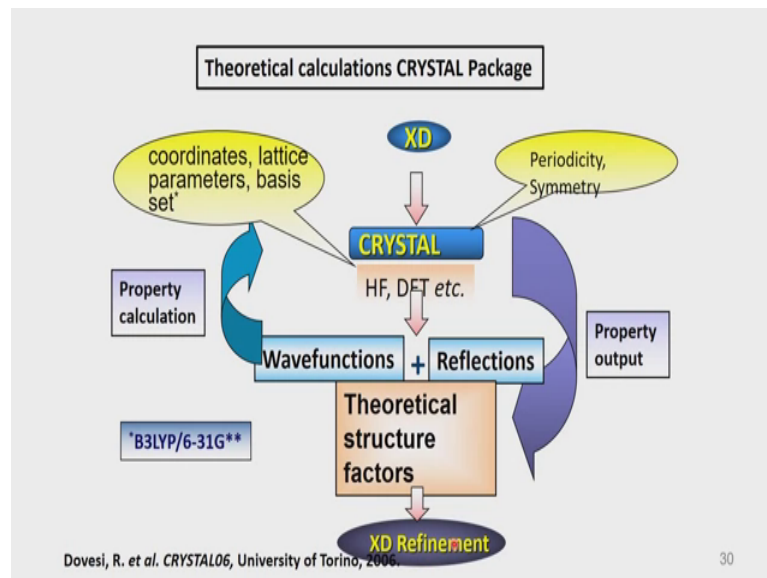 Theoretical calculations CRYSTAL Package
XD
coordinates, lattice
parameters, basis
set*
Periodicity,
Symmetry
CRYSTAL
HF, DFT etc.
Property
calculation
Property
output
Wavefunctions + Reflections
Theoretical
structure
factors
*B3LYP/6-31G**
XD Refinement
Dovesi, R. et al. CRYSTAL06, University of Torino, 2006.
30